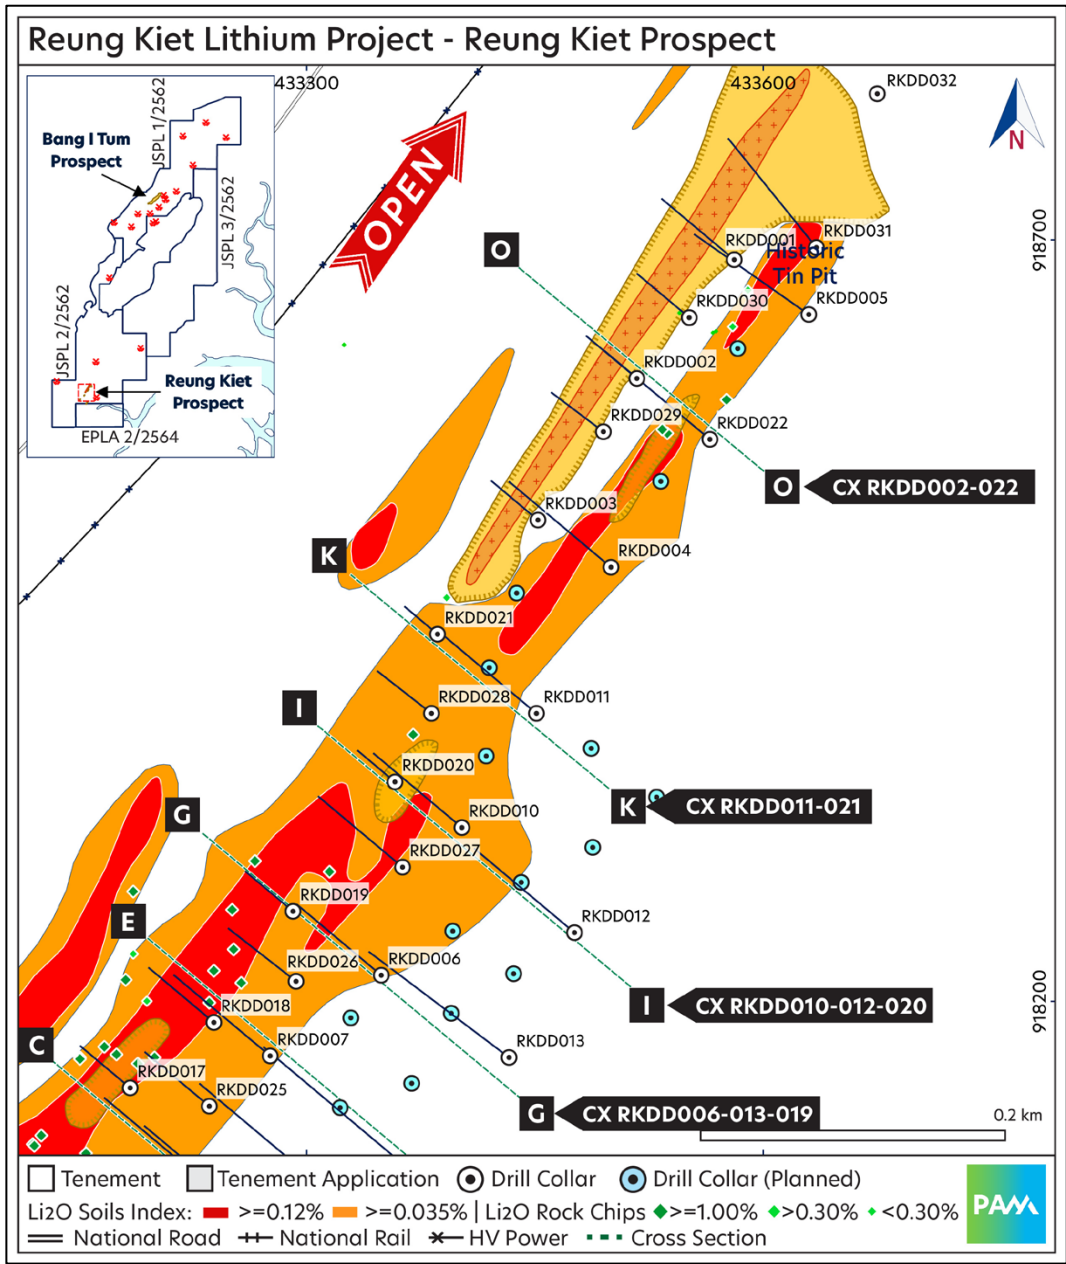 Reung Kiet Lithium Project - Reung Kiet Prospect
433300
433600
RKDD032
JSPL 1/2562
Bang I Tum
Prospect
JSPL 3/2562
JSPL 2/2562
Reung Kiet
Prospect
EPLA 2/2564
OPEN
N
918700
RKDD001
RKDD031
Historic
Tin Pit
O
RKDD030
RKDD005
RKDD002
RKDD029
RKDD022
O
CX RKDD002-022
RKDD003
K
RKDD004
RKDD021
RKDD028
RKDD011
I
RKDD020
K
CX RKDD011-021
G
RKDD010
RKDD027
RKDD019
E
RKDD012
RKDD026
RKDD006
I
CX RKDD010-012-020
918200
RKDD018
C
RKDD007
RKDD013
RKDD017
RKDD025
G
CX RKDD006-013-019
0.2 km
Tenement
Tenement Application
Drill Collar
Drill Collar (Planned)
Li2O Soils Index: >=0.12% >=0.035% | Li2O Rock Chips >=1.00% >0.30% <0.30%
National Road National Rail HV Power Cross Section
PAM